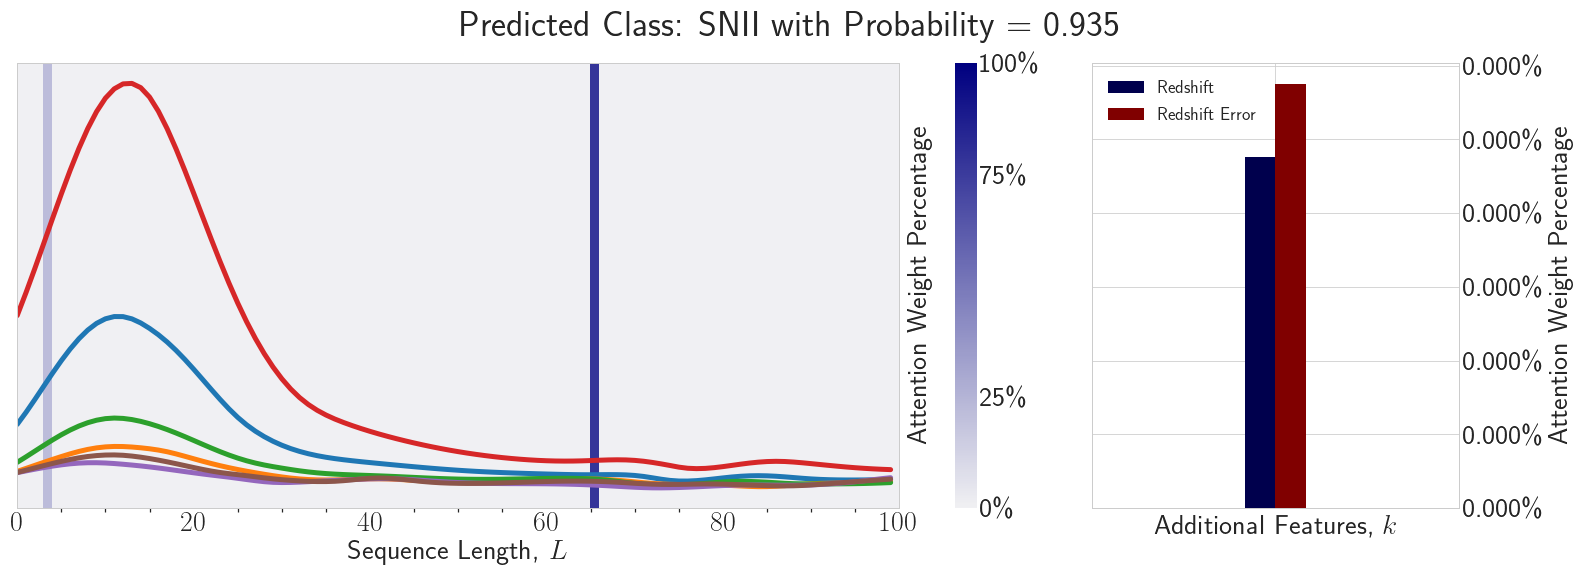 Predicted Class: SNII with Probability = 0.935
100%
75%
25%
0%
Attention Weight Percentage
0
20
40
60
80
100
Sequence Length, L
Redshift
Redshift Error
0.000%
0.000%
0.000%
0.000%
0.000%
0.000%
0.000%
Attention Weight Percentage
Additional Features, k